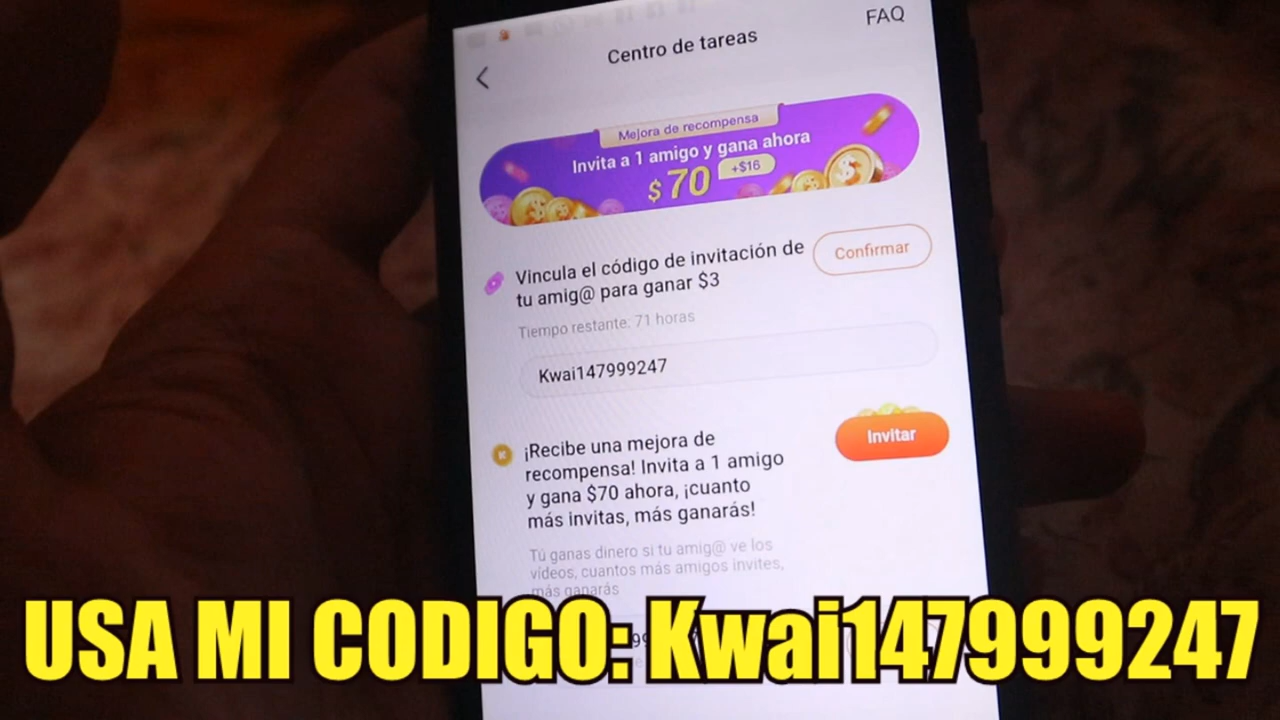 FAQ
Centro de tareas
Mejora de recompensa
Invita a 1 amigo y gana ahora
$70 +$16
Vincula el código de invitación de
tu amig@ para ganar $3
Confirmar
Tiempo restante: 71 horas
Kwai147999247
¡Recibe una mejora de
recompensa! Invita a 1 amigo
y gana $70 ahora, ¡cuanto
más invitas, más ganarás!
Invitar
Tú ganas dinero si tu amig@ ve los
vídeos, cuantos más amigos invites,
más ganarás
USA MI CODIGO: Kwai147999247